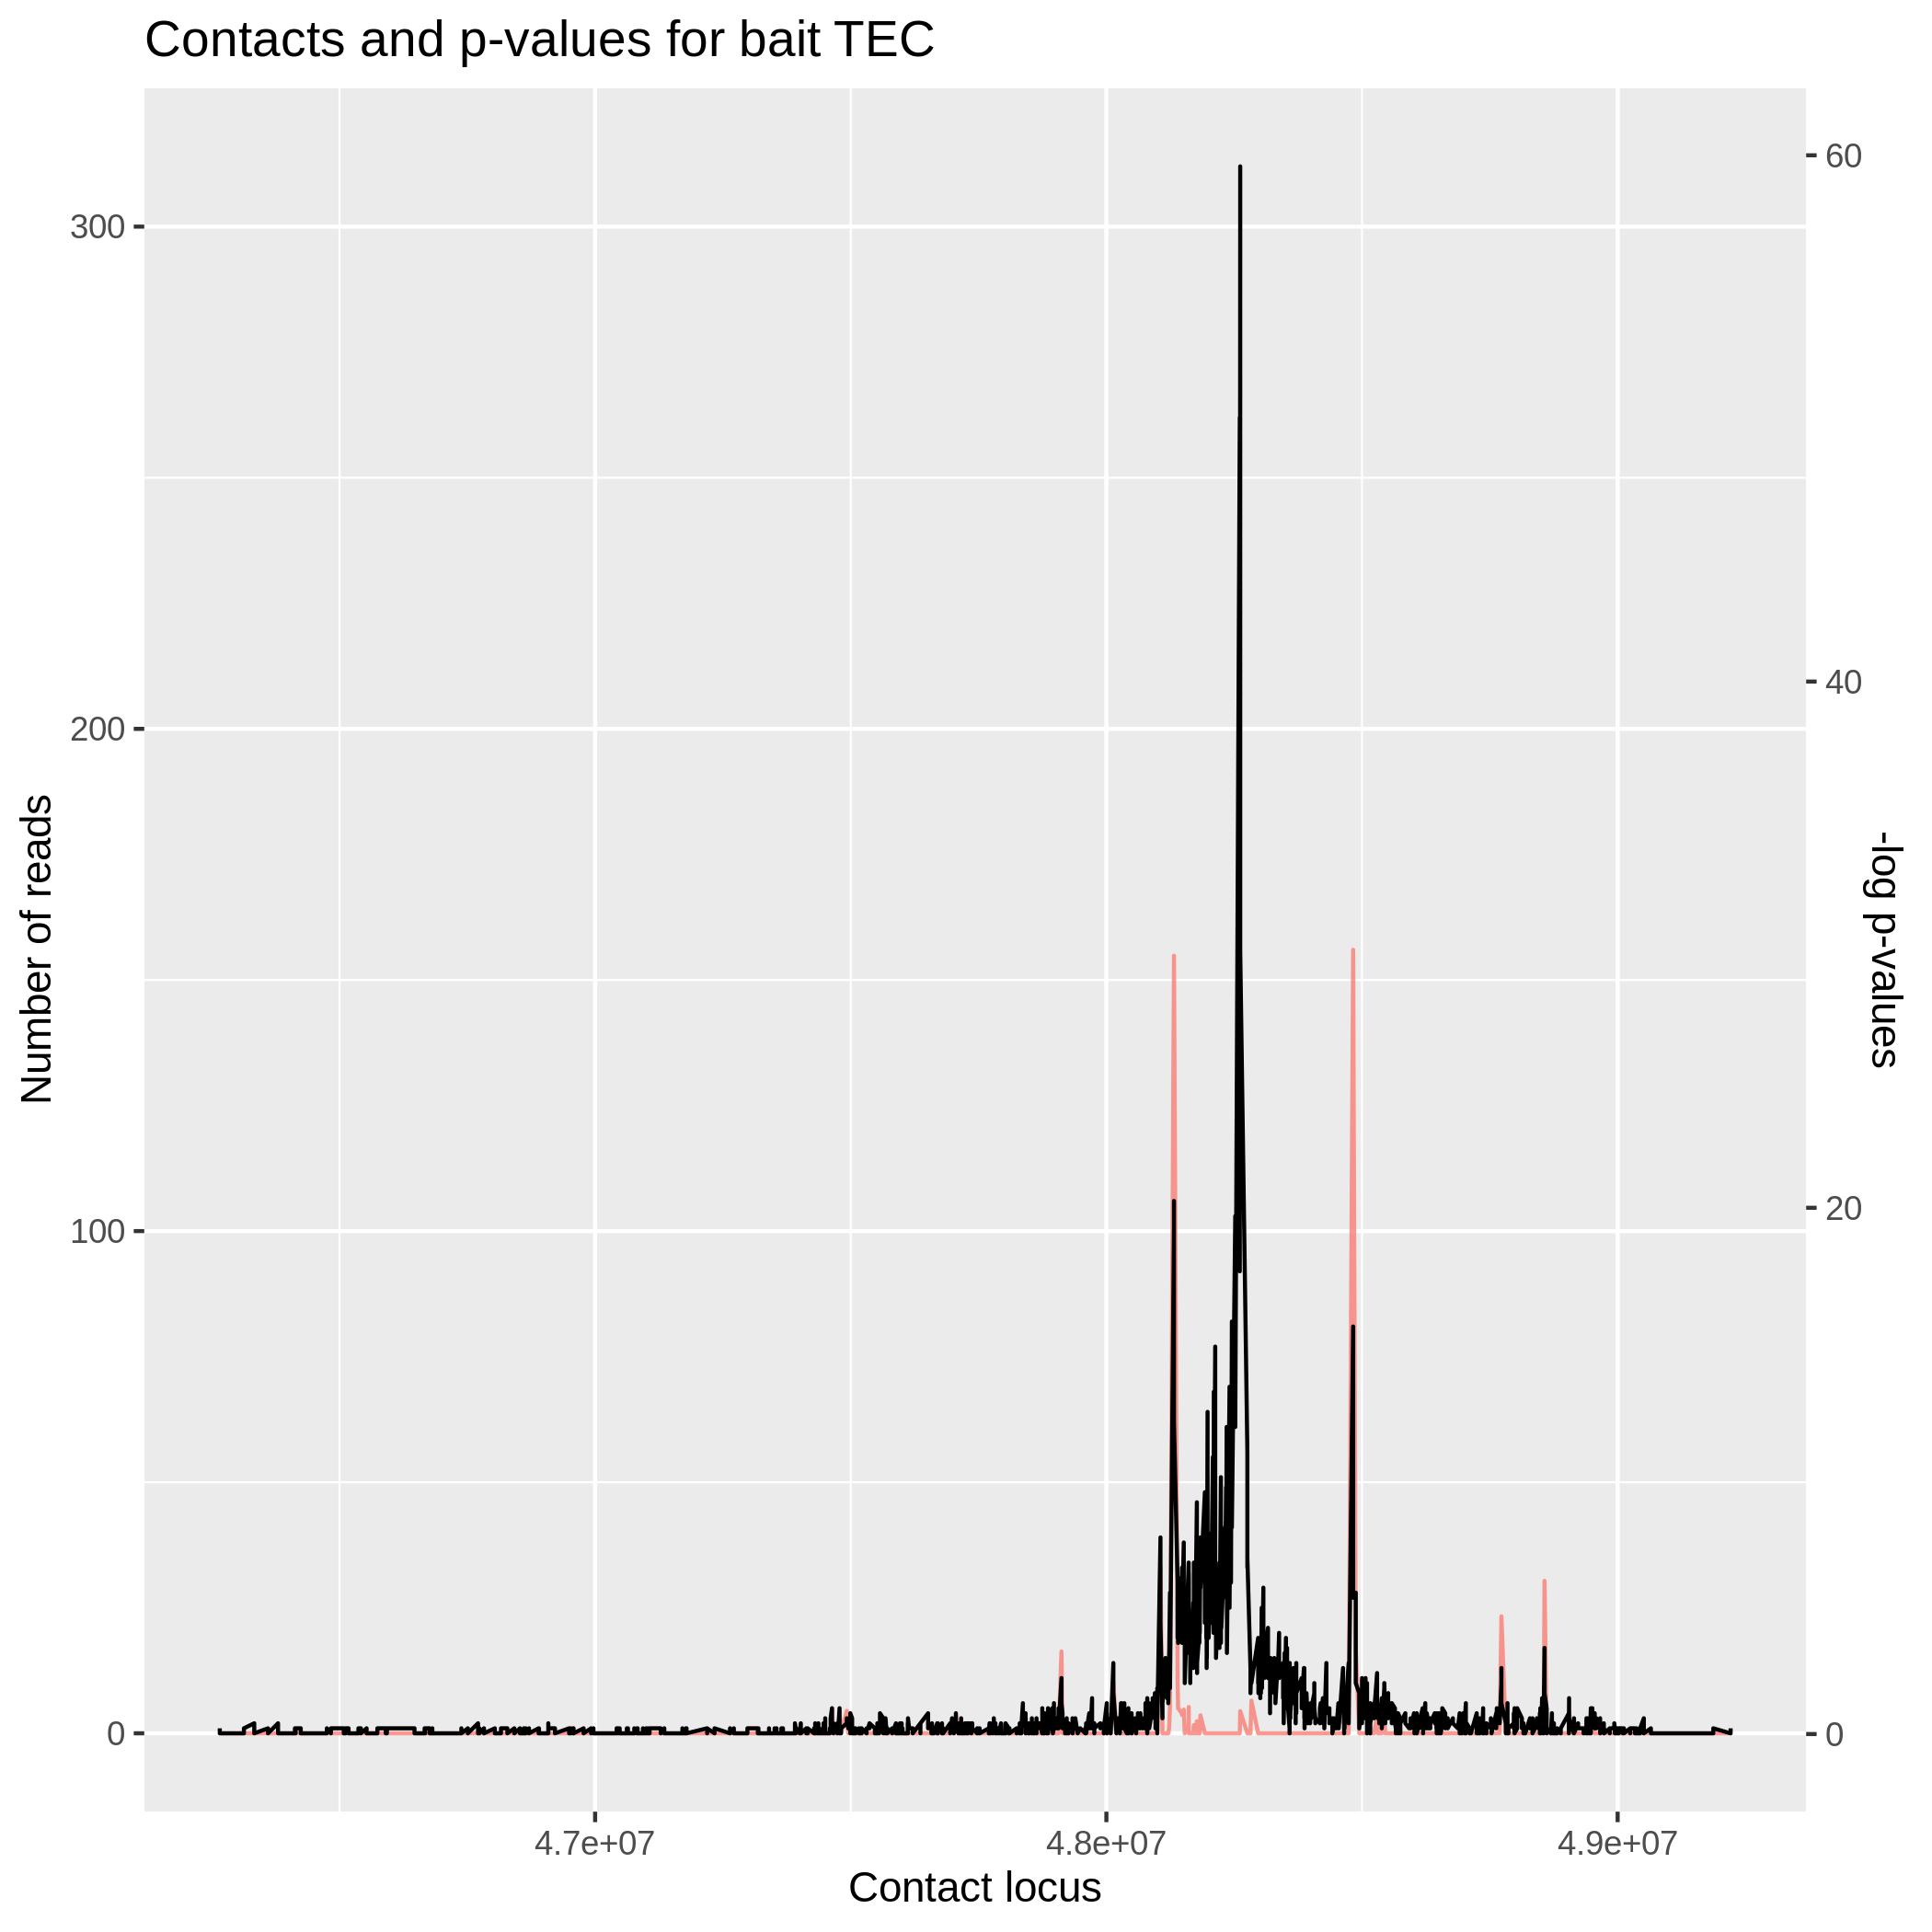 Contacts and p-values for bait TEC
300
200
100
0
Number of reads
60
40
20
0
-log p-values
4.7e+07
4.8e+07
4.9e+07
Contact locus